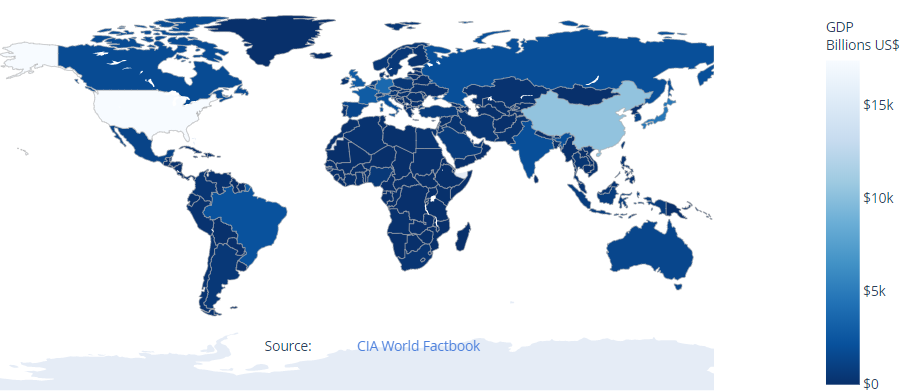 GDP
Billions US$
$15k
$10k
$5k
$0
Source: CIA World Factbook